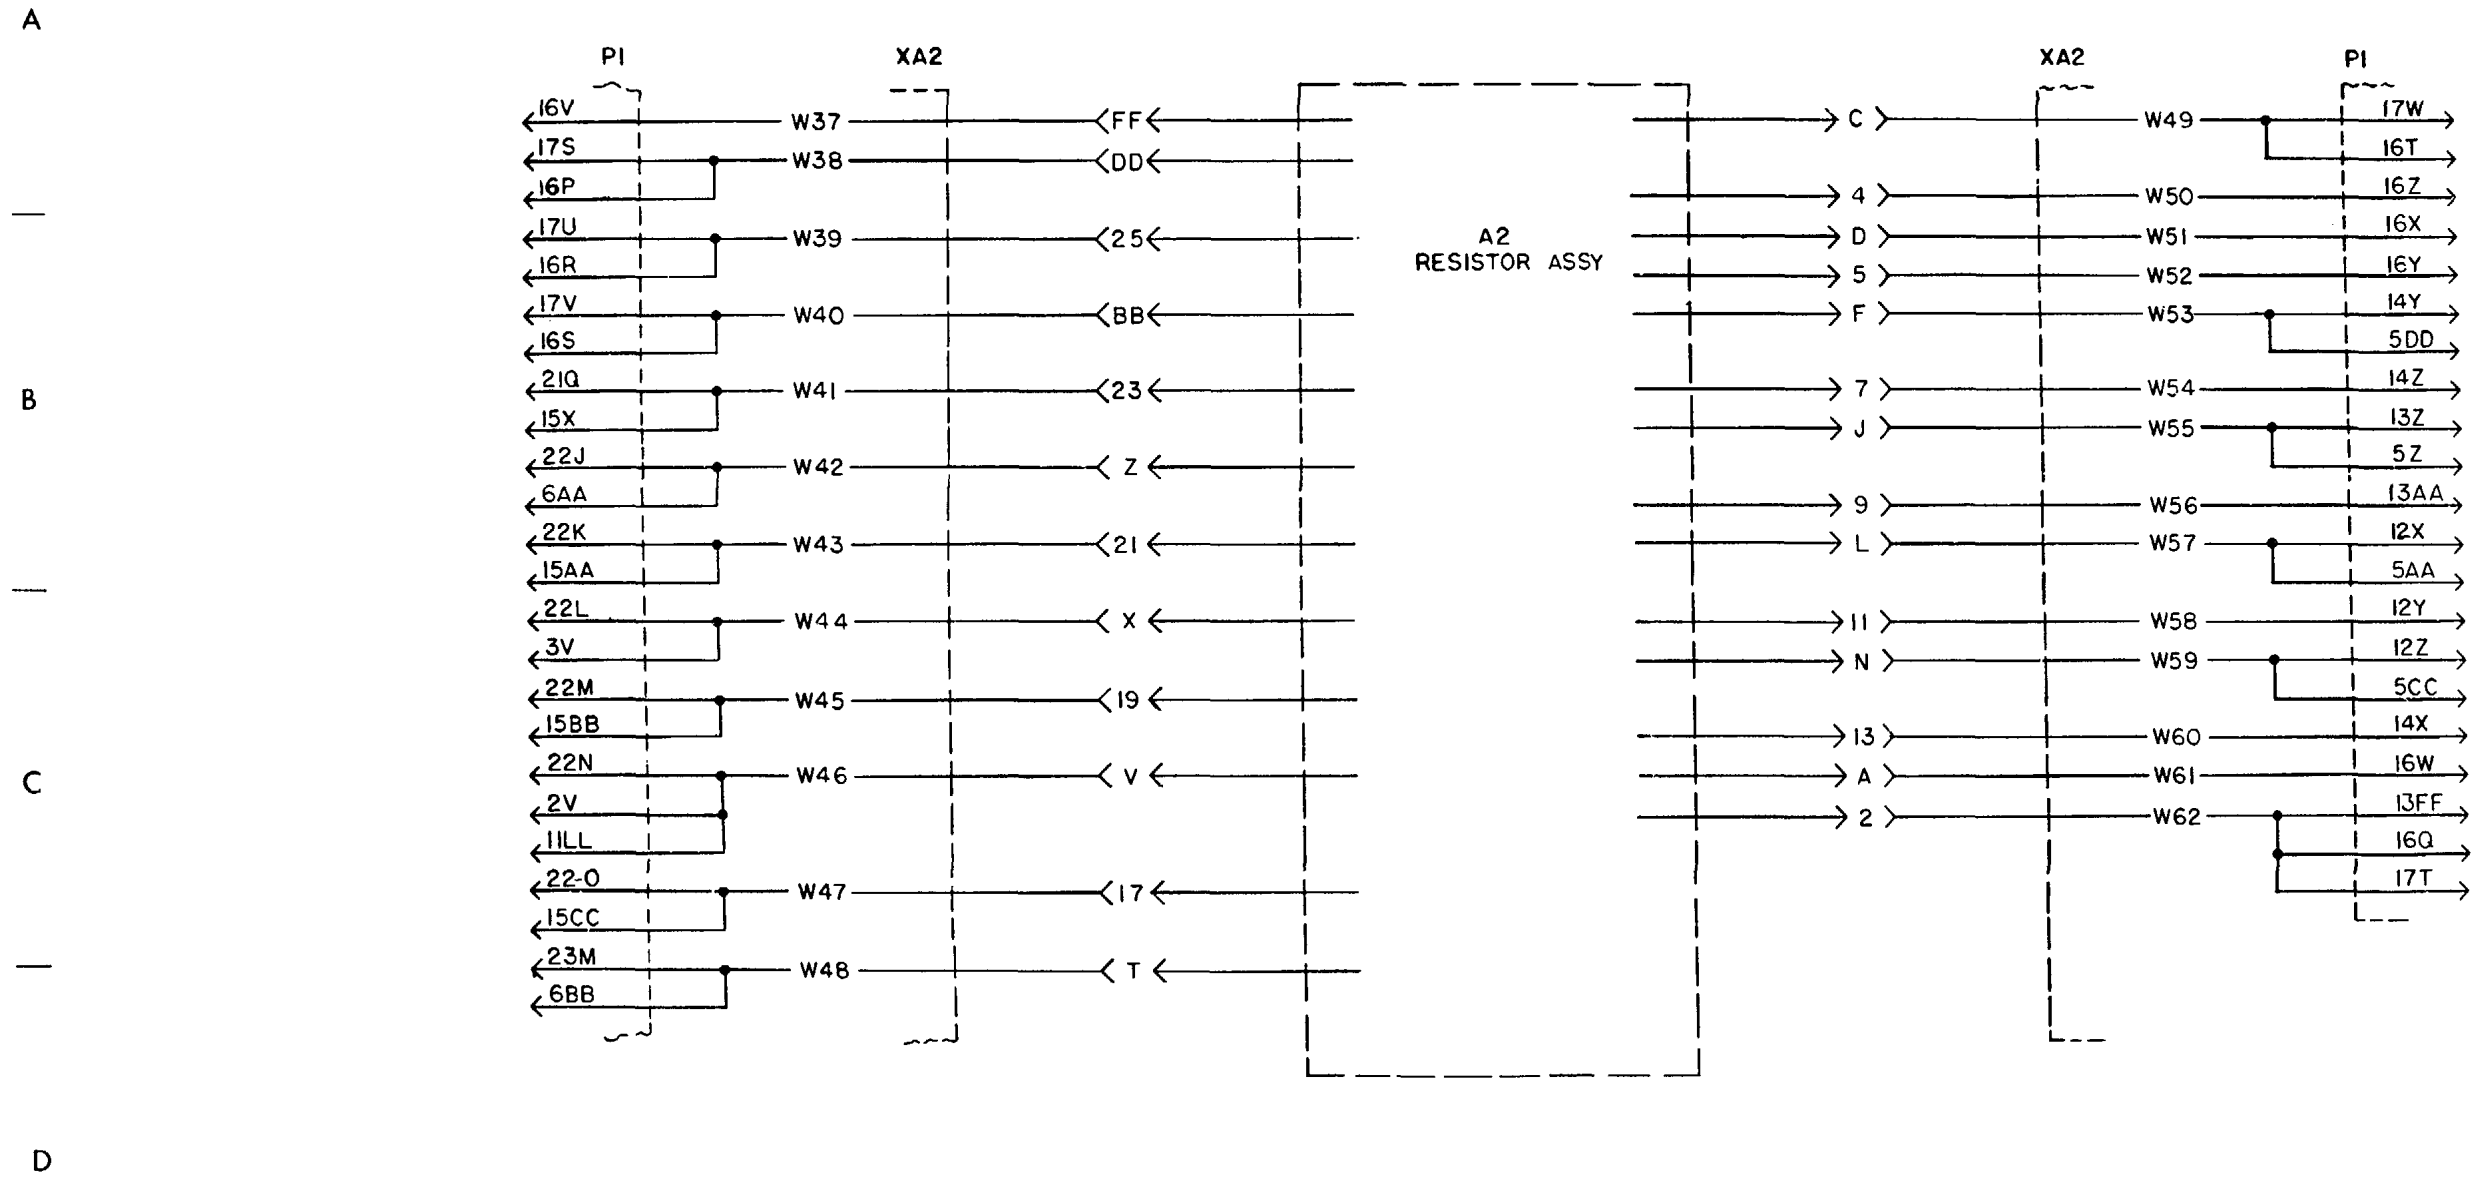 A
P1 XA2 XA2 P1
16V W37 FF C W49 17W
17S W38 DD 16T
16P 4 W50 16Z
17U W39 25 D W51 16X
A2
RESISTOR ASSY
16R 5 W52 16Y
17V W40 BB F W53 14Y
16S 5DD
B
21Q W41 23 7 W54 14Z
15X J W55 13Z
22J W42 Z 5Z
6AA 9 W56 13AA
22K W43 21 L W57 12X
15AA 5AA
22L W44 X 11 W58 12Y
3V N W59 12Z
22M W45 19 5CC
15BB 13 W60 14X
C
22N W46 V A W61 16W
2V 2 W62 13FF
11LL 16Q
22-O W47 17 17T
15CC
23M W48 T
6BB
D